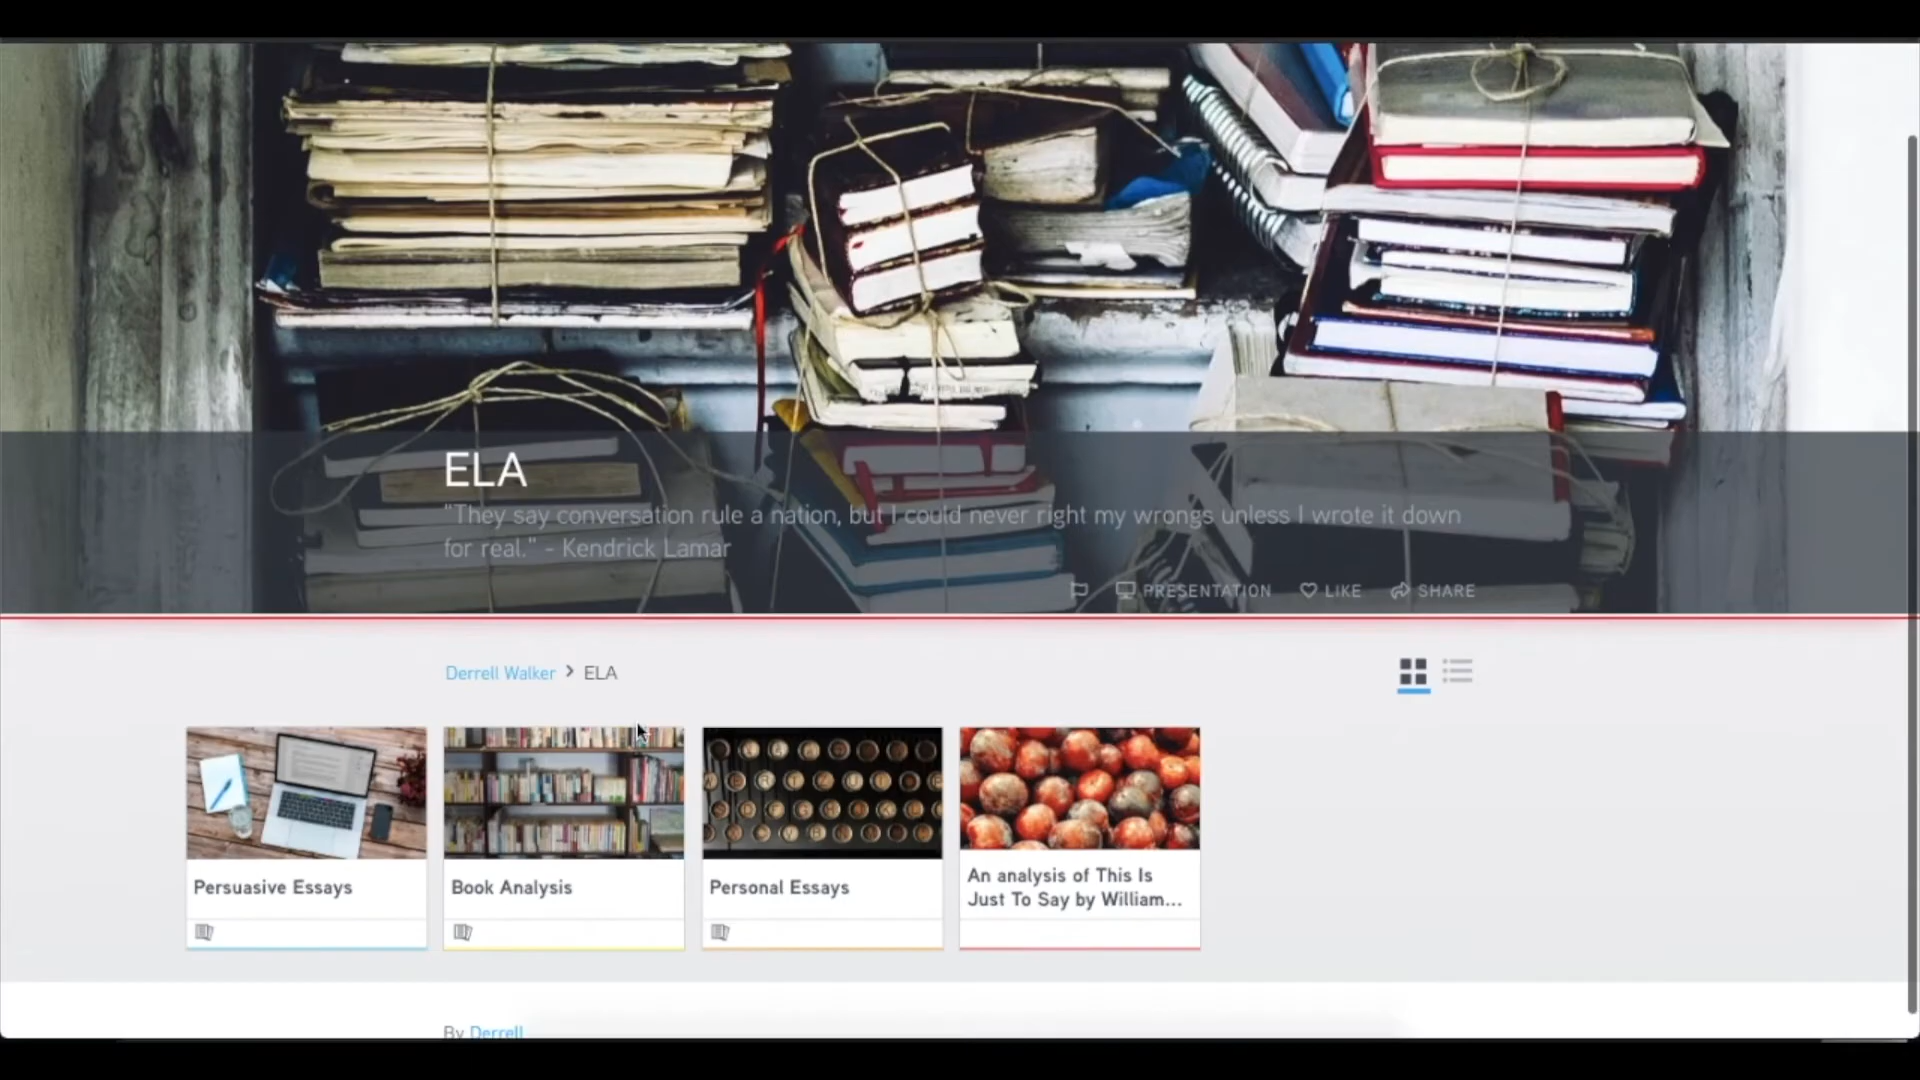 ELA
"They say conversation rule a nation, but I could never right my wrongs unless I wrote it down
for real." - Kendrick Lamar
PRESENTATION LIKE SHARE
Derrell Walker > ELA
Persuasive Essays
Book Analysis
Personal Essays
An analysis of This Is
Just To Say by William...
By Derrell